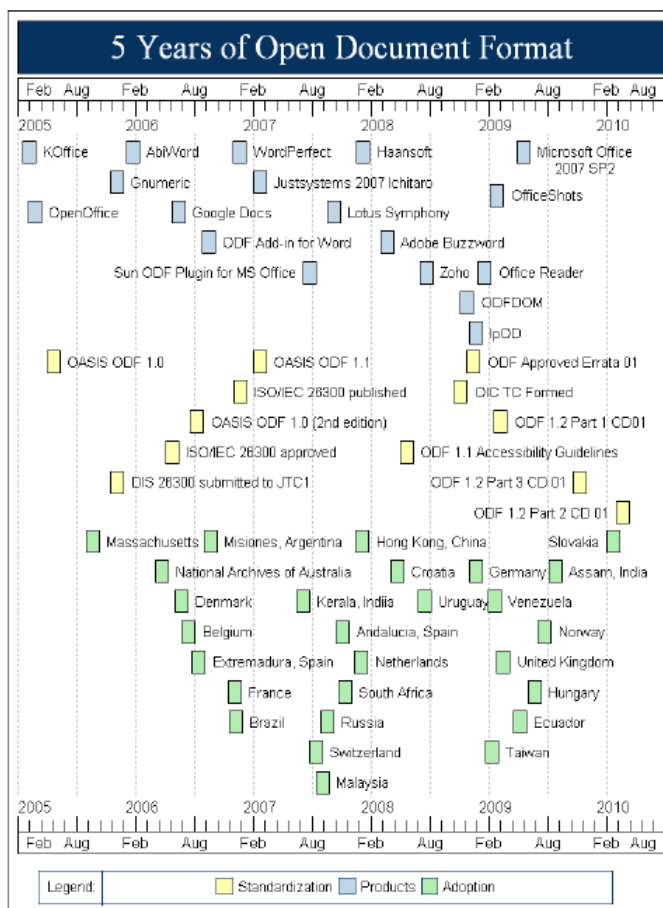 5 Years of Open Document Format
Feb Aug Feb Aug Feb Aug Feb Aug Feb Aug Feb Aug
2005 2006 2007 2008 2009 2010
KOffice AbiWord WordPerfect Haansoft Microsoft Office
2007 SP2
Gnumeric Justsystems 2007 Ichitaro OfficeShots
OpenOffice Google Docs Lotus Symphony
ODF Add-in for Word Adobe Buzzword
Sun ODF Plugin for MS Office Zoho Office Reader
ODFDOM
lpOD
OASIS ODF 1.0 OASIS ODF 1.1 ODF Approved Errata 01
ISO/IEC 26300 published OIC TC Formed
OASIS ODF 1.0 (2nd edition) ODF 1.2 Part 1 CD01
ISO/IEC 26300 approved ODF 1.1 Accessibility Guidelines
DIS 26300 submitted to JTC1 ODF 1.2 Part 3 CD 01
ODF 1.2 Part 2 CD 01
Massachusetts Misiones, Argentina Hong Kong, China Slovakia
National Archives of Australia Croatia Germany Assam, India
Denmark Kerala, Indiia Uruguay Venezuela
Belgium Andalucia, Spain Norway
Extremadura, Spain Netherlands United Kingdom
France South Africa Hungary
Brazil Russia Ecuador
Switzerland Taiwan
Malaysia
2005 2006 2007 2008 2009 2010
Feb Aug Feb Aug Feb Aug Feb Aug Feb Aug Feb Aug
Legend: Standardization Products Adoption